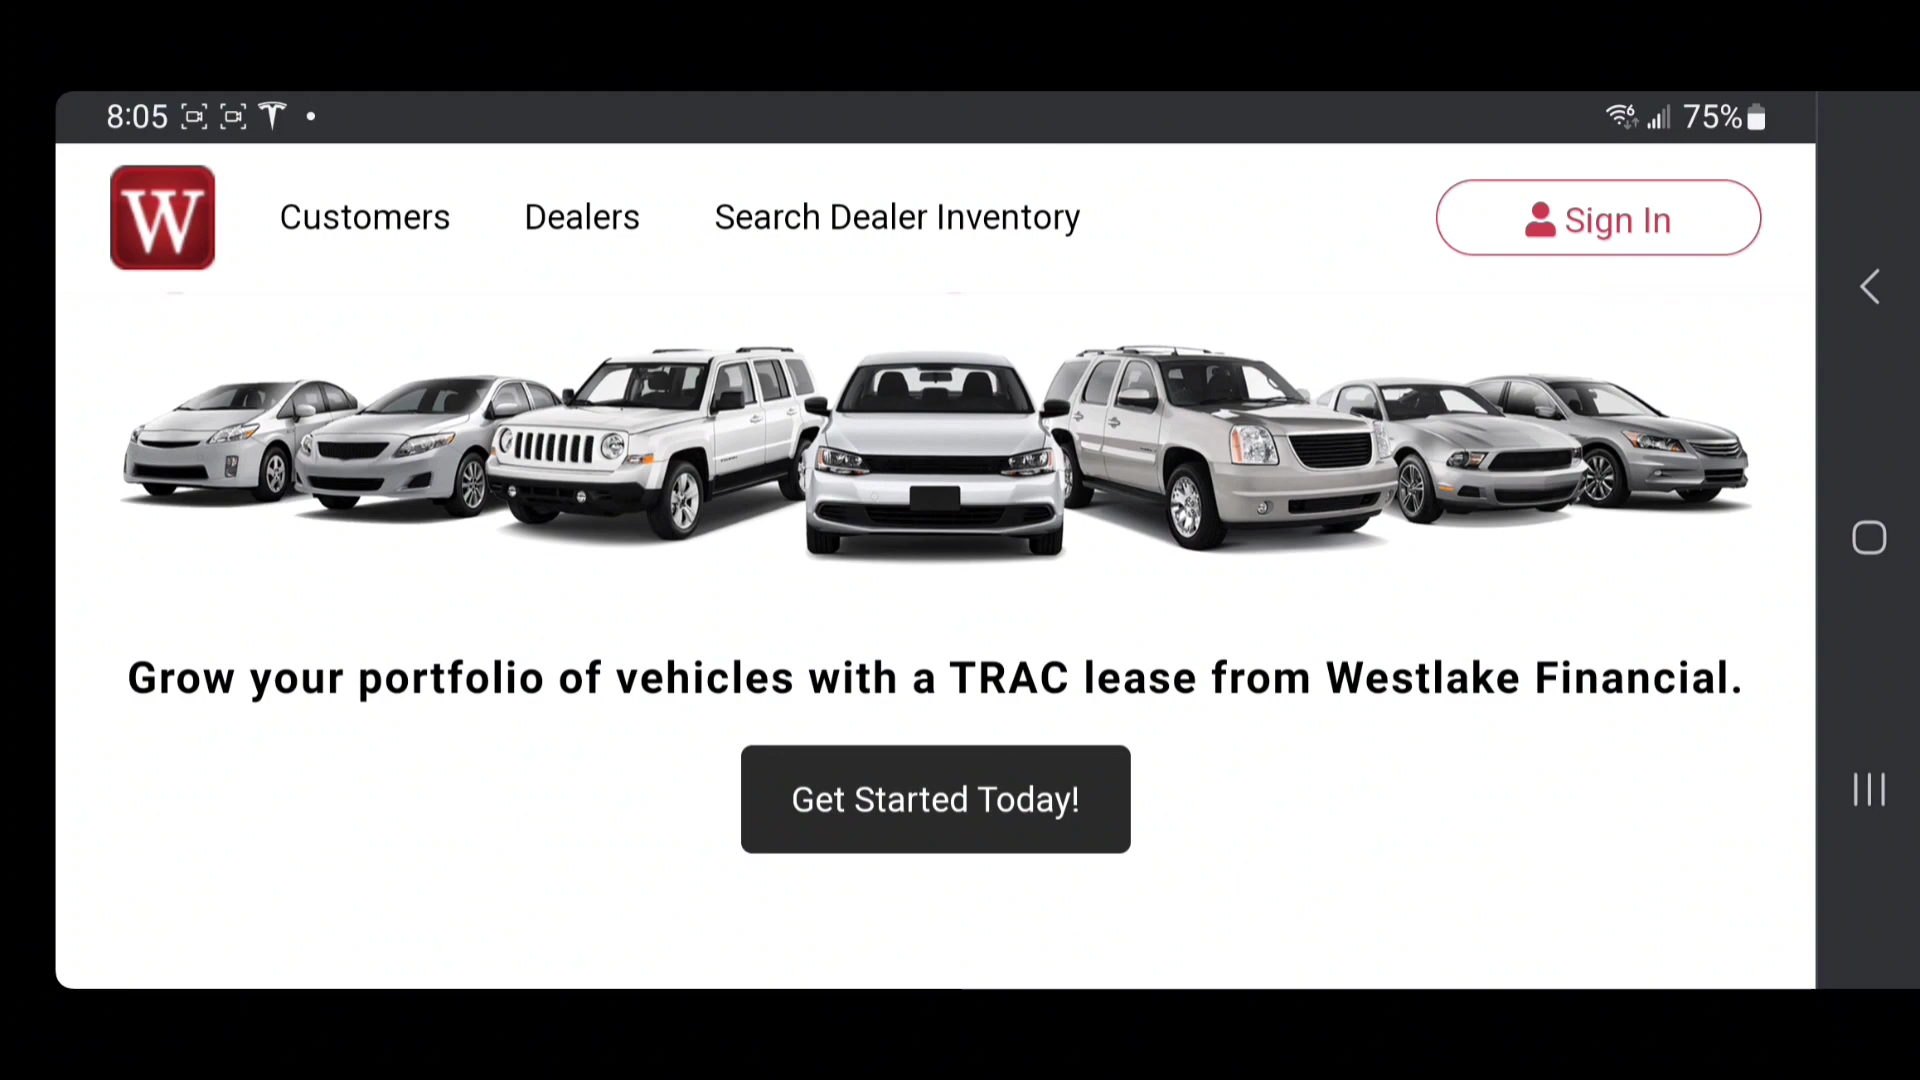 8:05
75%
W
Customers
Dealers
Search Dealer Inventory
Sign In
Grow your portfolio of vehicles with a TRAC lease from Westlake Financial.
Get Started Today!